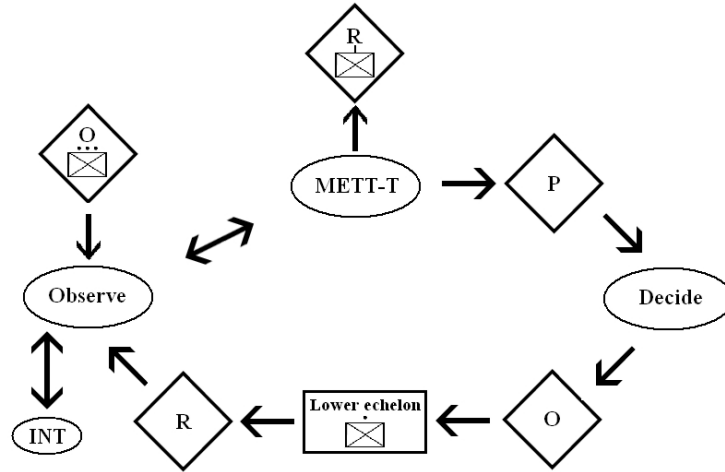 R
O
METT-T
P
Observe
Decide
Lower echelon
INT
R
O